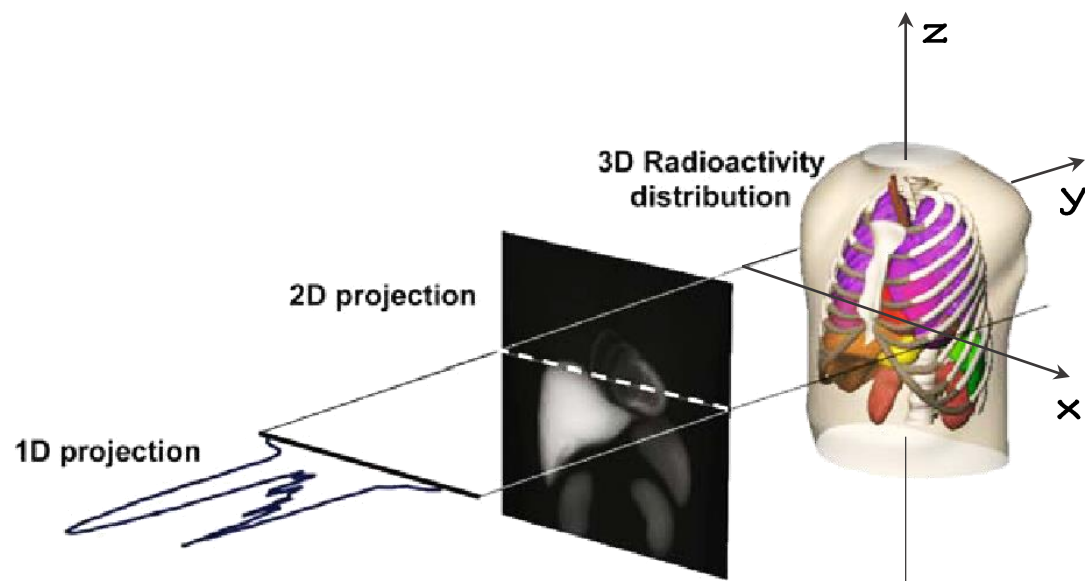 z
3D Radioactivity
distribution
y
2D projection
x
1D projection